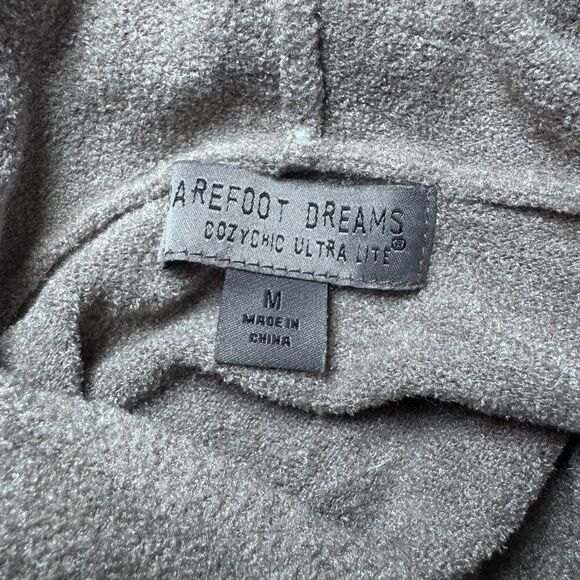 AREFOOT DREAMS
COZYCHIC ULTRA LITE®
M
MADE IN
CHINA